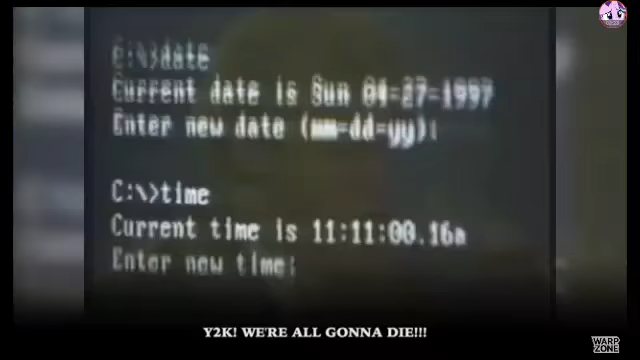 C:\>date
Current date is Sun 01-27-1997
Enter new date (mm-dd-yy):
C:\>time
Current time is 11:11:00.16a
Enter new time:
Y2K! WE'RE ALL GONNA DIE!!!
WARP
ZONE